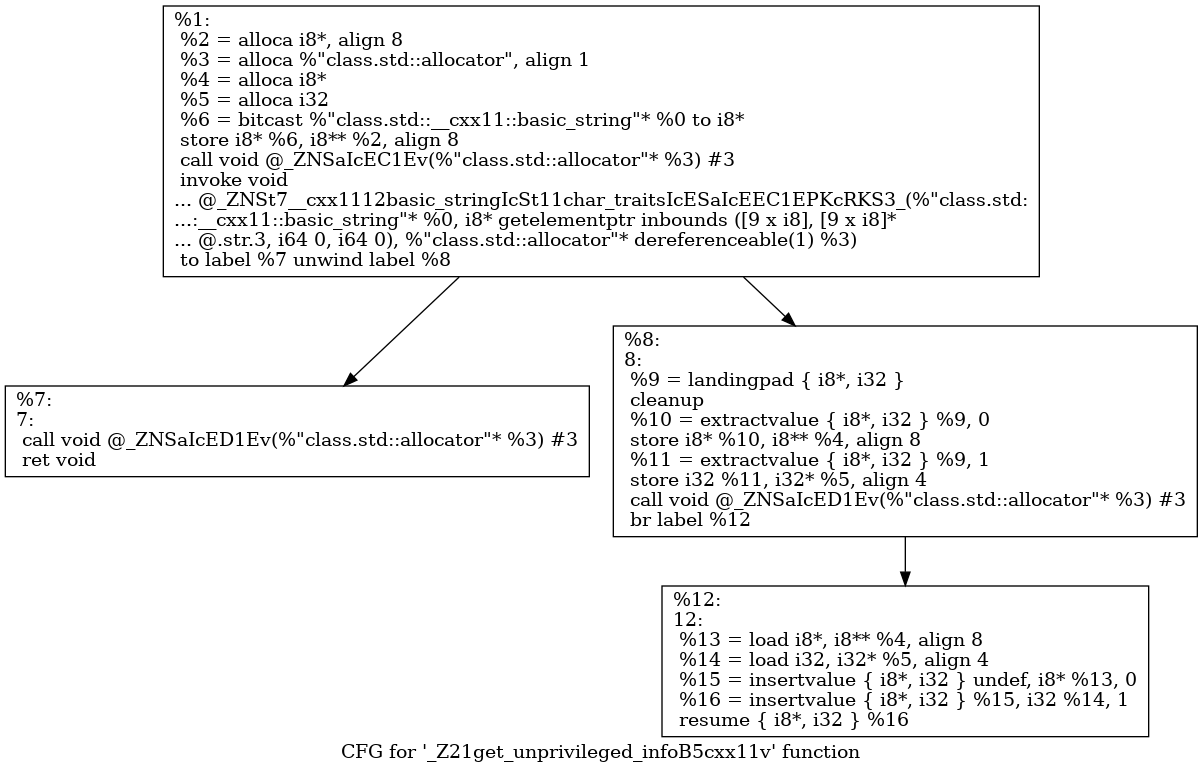 %1:
%2 = alloca i8*, align 8
%3 = alloca %"class.std::allocator", align 1
%4 = alloca i8*
%5 = alloca i32
%6 = bitcast %"class.std::__cxx11::basic_string"* %0 to i8*
store i8* %6, i8** %2, align 8
call void @_ZNSaIcEC1Ev(%"class.std::allocator"* %3) #3
invoke void
... @_ZNSt7__cxx1112basic_stringIcSt11char_traitsIcESaIcEEC1EPKcRKS3_(%"class.std:
...:__cxx11::basic_string"* %0, i8* getelementptr inbounds ([9 x i8], [9 x i8]*
... @.str.3, i64 0, i64 0), %"class.std::allocator"* dereferenceable(1) %3)
to label %7 unwind label %8
%7:
7:
call void @_ZNSaIcED1Ev(%"class.std::allocator"* %3) #3
ret void
%8:
8:
%9 = landingpad { i8*, i32 }
cleanup
%10 = extractvalue { i8*, i32 } %9, 0
store i8* %10, i8** %4, align 8
%11 = extractvalue { i8*, i32 } %9, 1
store i32 %11, i32* %5, align 4
call void @_ZNSaIcED1Ev(%"class.std::allocator"* %3) #3
br label %12
%12:
12:
%13 = load i8*, i8** %4, align 8
%14 = load i32, i32* %5, align 4
%15 = insertvalue { i8*, i32 } undef, i8* %13, 0
%16 = insertvalue { i8*, i32 } %15, i32 %14, 1
resume { i8*, i32 } %16
CFG for '_Z21get_unprivileged_infoB5cxx11v' function